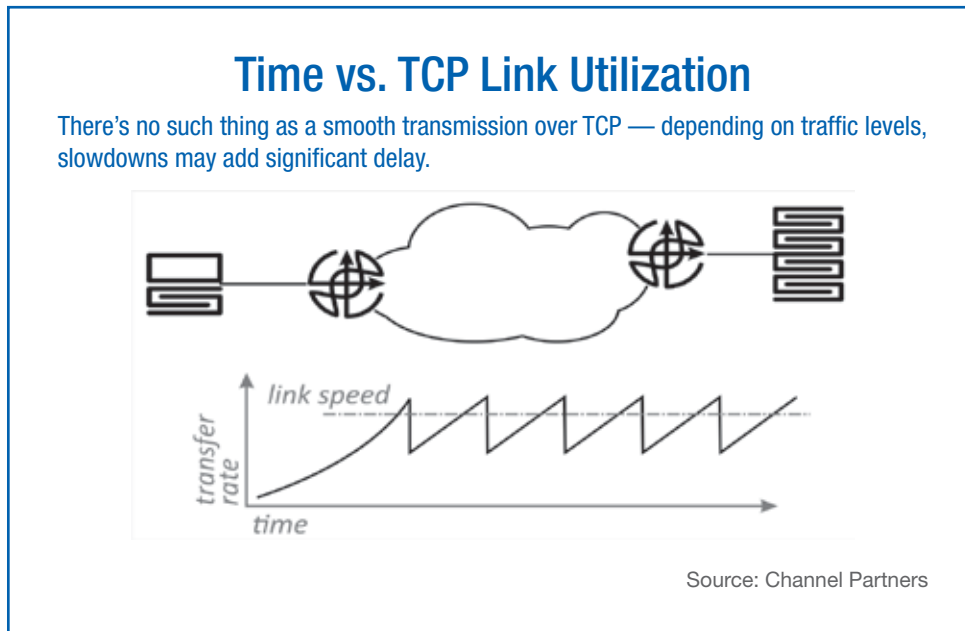 Time vs. TCP Link Utilization
There’s no such thing as a smooth transmission over TCP — depending on traffic levels,
slowdowns may add significant delay.
link speed
transfer
rate
time
Source: Channel Partners